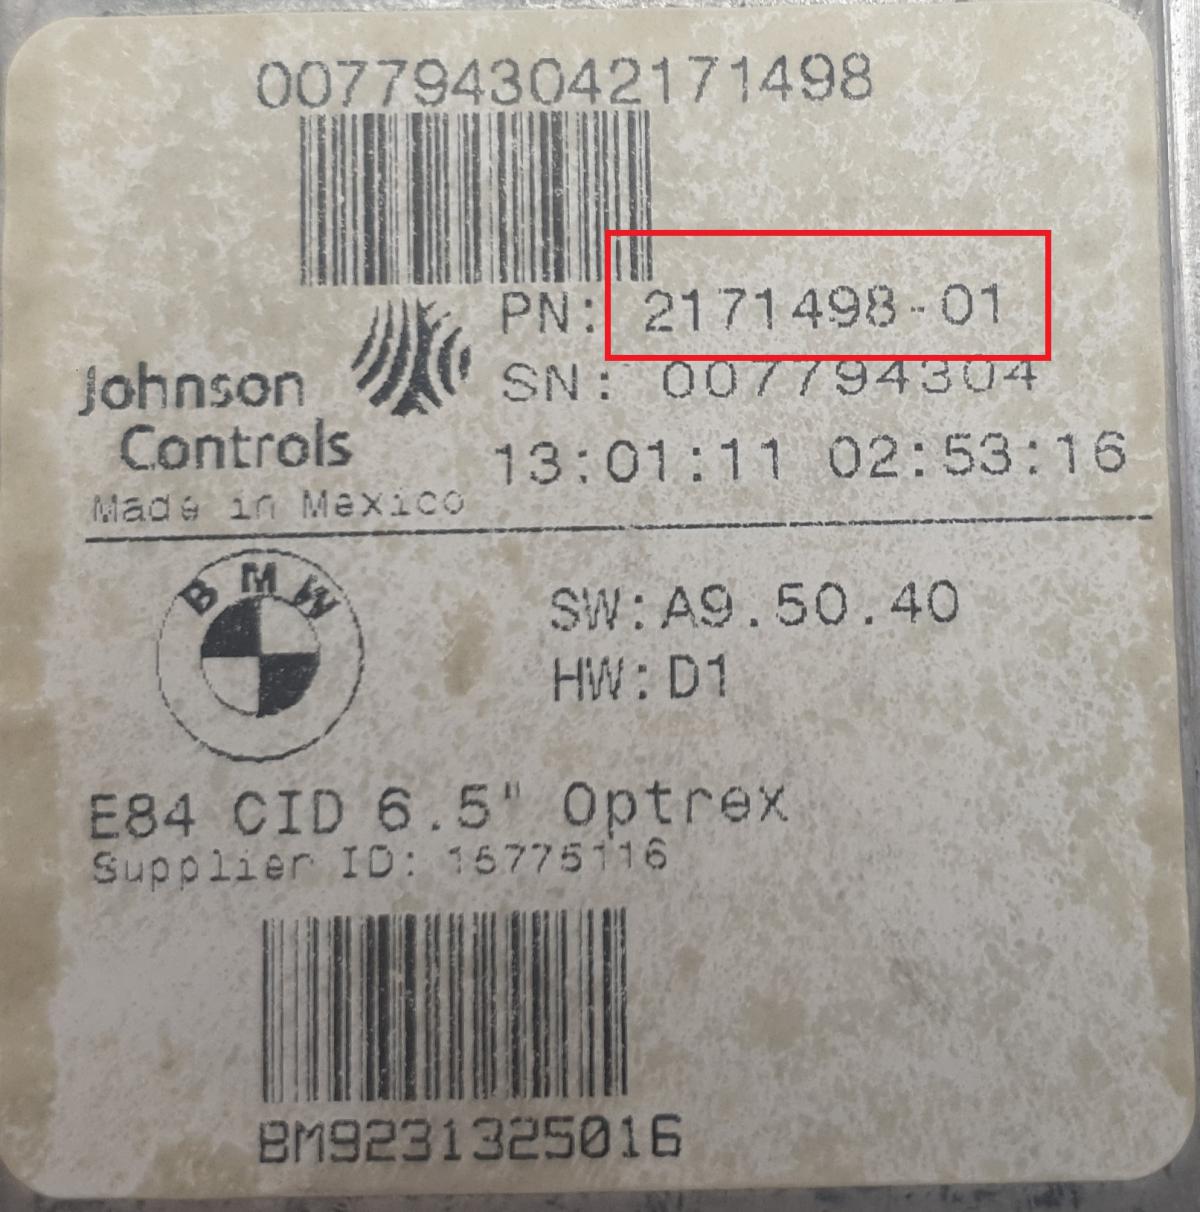 0077943042171498
PN: 2171498-01
SN: 007794304
Johnson
Controls
13:01:11 02:53:16
Made in Mexico
BMW
SW:A9.50.40
HW:D1
E84 CID 6.5" Optrex
Supplier ID: 15775116
BM9231325016